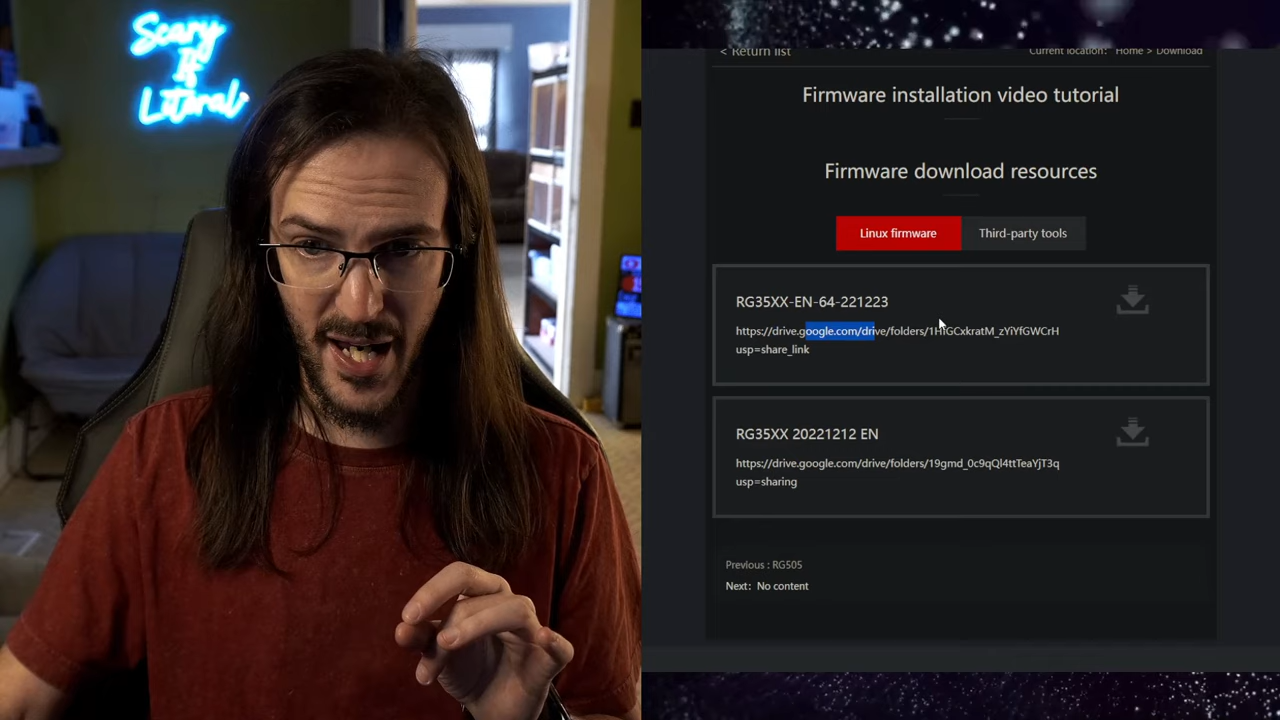 Scary
If
Literal
< Return list
Current location: Home > Download
Firmware installation video tutorial
Firmware download resources
Linux firmware
Third-party tools
RG35XX-EN-64-221223
https://drive.google.com/drive/folders/1HiGCxkratM_zYiYfGWCrH
usp=share_link
RG35XX 20221212 EN
https://drive.google.com/drive/folders/19gmd_0c9qQl4ttTeaYjT3q
usp=sharing
Previous : RG505
Next: No content